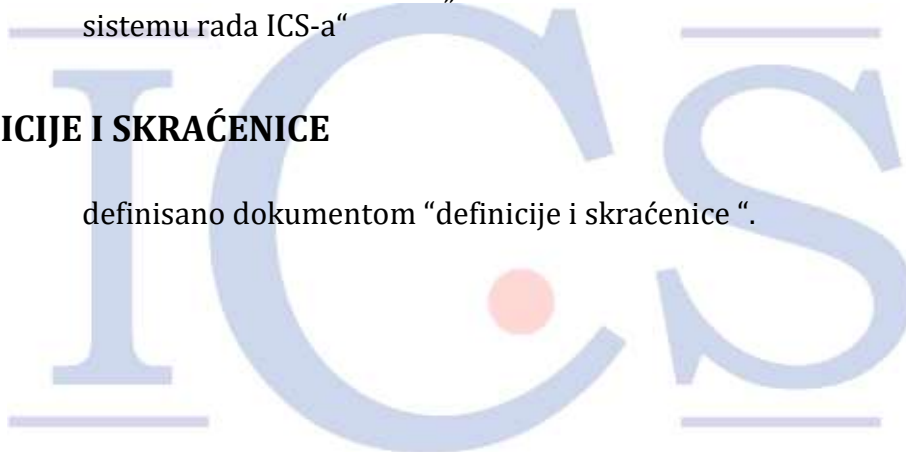 sistemu rada ICS-a“
ICIJE I SKRAĆENICE
definisano dokumentom “definicije i skraćenice “.
ICS